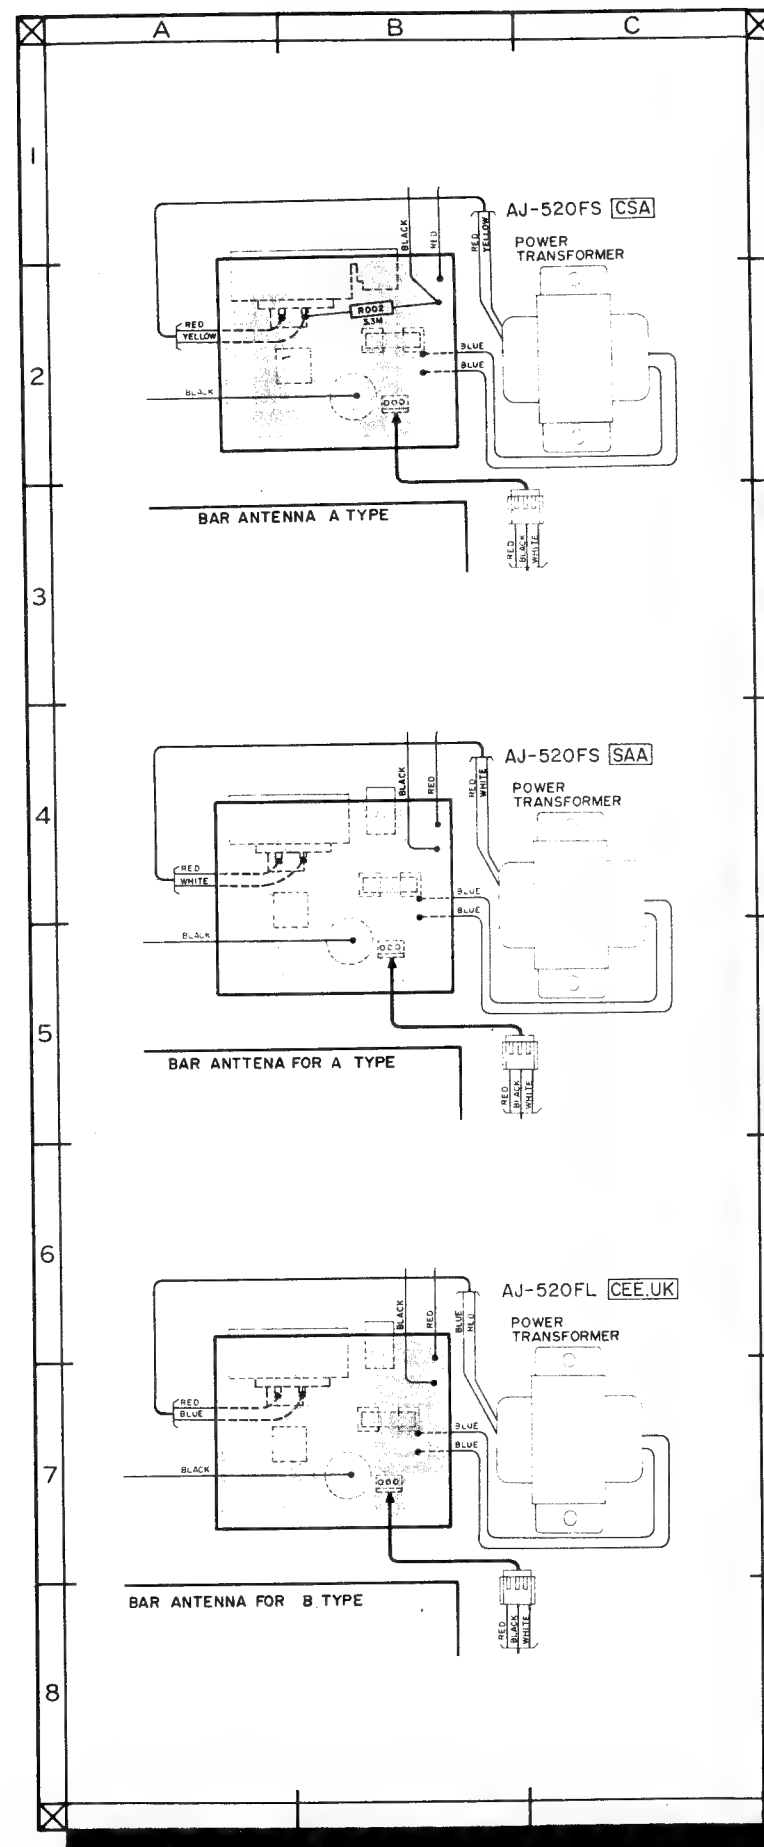 A B C
1
AJ-520FS CSA
POWER
TRANSFORMER
BLACK
RED
RED
YELLOW
R002
3.3M
RED
YELLOW
BLUE
BLUE
2
BLACK
BAR ANTENNA A TYPE
RED
BLACK
WHITE
3
AJ-520FS SAA
POWER
TRANSFORMER
BLACK
RED
RED
WHITE
4
RED
WHITE
BLUE
BLUE
BLACK
5
BAR ANTTENA FOR A TYPE
RED
BLACK
WHITE
6
AJ-520FL CEE.UK
POWER
TRANSFORMER
BLACK
RED
BLUE
RED
RED
BLUE
BLUE
BLUE
BLACK
7
BAR ANTENNA FOR B.TYPE
RED
BLACK
WHITE
8